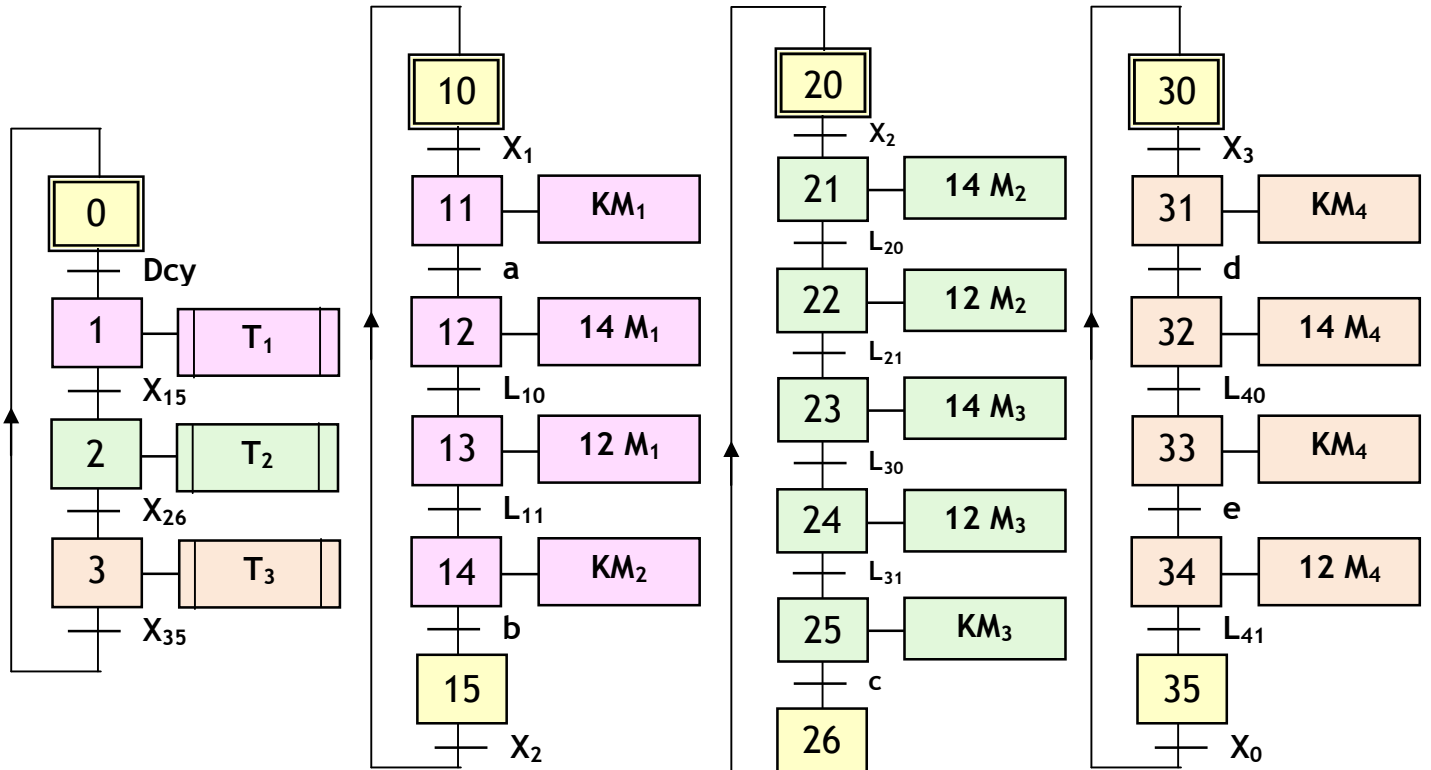 0
Dcy
1 T₁
X₁₅
2 T₂
X₂₆
3 T₃
X₃₅
10
X₁
11 KM₁
a
12 14 M₁
L₁₀
13 12 M₁
L₁₁
14 KM₂
b
15
X₂
20
X₂
21 14 M₂
L₂₀
22 12 M₂
L₂₁
23 14 M₃
L₃₀
24 12 M₃
L₃₁
25 KM₃
c
26
30
X₃
31 KM₄
d
32 14 M₄
L₄₀
33 KM₄
e
34 12 M₄
L₄₁
35
X₀